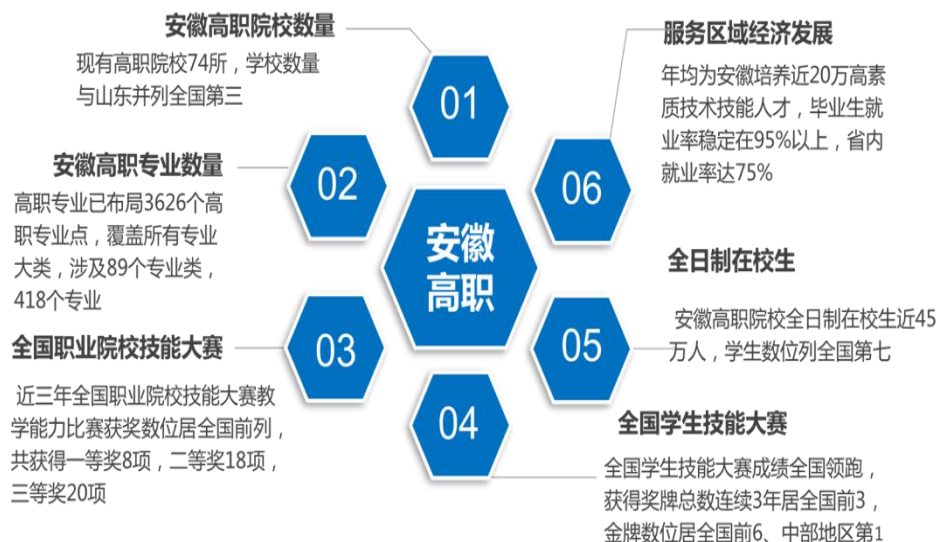 安徽高职院校数量
现有高职院校74所，学校数量
与山东并列全国第三
01
安徽高职专业数量
高职专业已布局3626个高
职专业点，覆盖所有专业
大类，涉及89个专业类，
418个专业
02
全国职业院校技能大赛
近三年全国职业院校技能大赛教
学能力比赛获奖数位居全国前列，
共获得一等奖8项，二等奖18项，
三等奖20项
03
安徽
高职
04
全国学生技能大赛
全国学生技能大赛成绩全国领跑，
获得奖牌总数连续3年居全国前3，
金牌数位居全国前6、中部地区第1
05
全日制在校生
安徽高职院校全日制在校生近45
万人，学生数位列全国第七
06
服务区域经济发展
年均为安徽培养近20万高素
质技术技能人才，毕业生就
业率稳定在95%以上，省内
就业率达75%